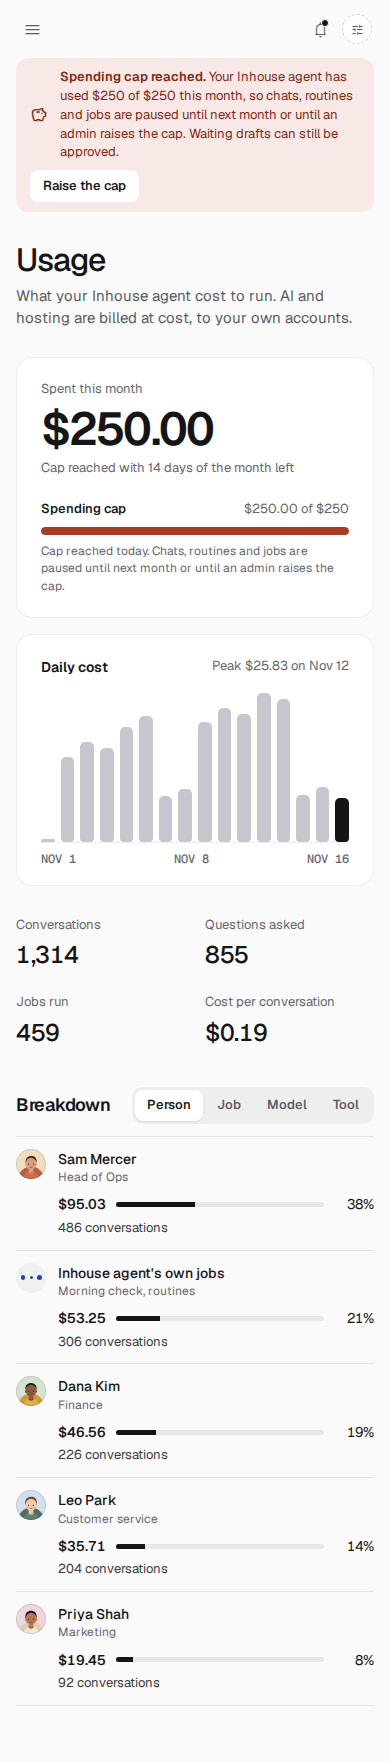 Spending cap reached. Your Inhouse agent has
used $250 of $250 this month, so chats, routines
and jobs are paused until next month or until an
admin raises the cap. Waiting drafts can still be
approved.
Raise the cap
Usage
What your Inhouse agent cost to run. AI and
hosting are billed at cost, to your own accounts.
Spent this month
$250.00
Cap reached with 14 days of the month left
Spending cap $250.00 of $250
Cap reached today. Chats, routines and jobs are
paused until next month or until an admin raises the
cap.
Daily cost Peak $25.83 on Nov 12
NOV 1 NOV 8 NOV 16
Conversations Questions asked
1,314 855
Jobs run Cost per conversation
459 $0.19
Breakdown Person Job Model Tool
Sam Mercer
Head of Ops
$95.03 38%
486 conversations
Inhouse agent's own jobs
Morning check, routines
$53.25 21%
306 conversations
Dana Kim
Finance
$46.56 19%
226 conversations
Leo Park
Customer service
$35.71 14%
204 conversations
Priya Shah
Marketing
$19.45 8%
92 conversations